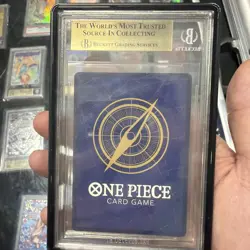 The World's Most Trusted
Source in Collecting
Beckett Grading Services
ONE PIECE
CARD GAME